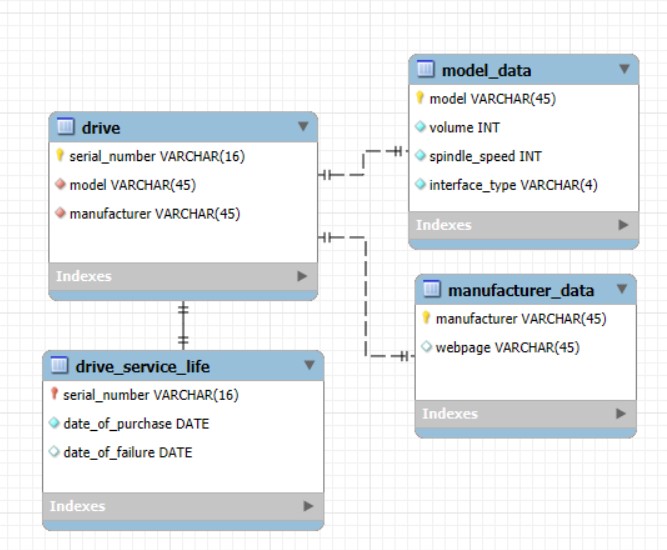 drive
serial_number VARCHAR(16)
model VARCHAR(45)
manufacturer VARCHAR(45)
Indexes
model_data
model VARCHAR(45)
volume INT
spindle_speed INT
interface_type VARCHAR(4)
Indexes
manufacturer_data
manufacturer VARCHAR(45)
webpage VARCHAR(45)
Indexes
drive_service_life
serial_number VARCHAR(16)
date_of_purchase DATE
date_of_failure DATE
Indexes